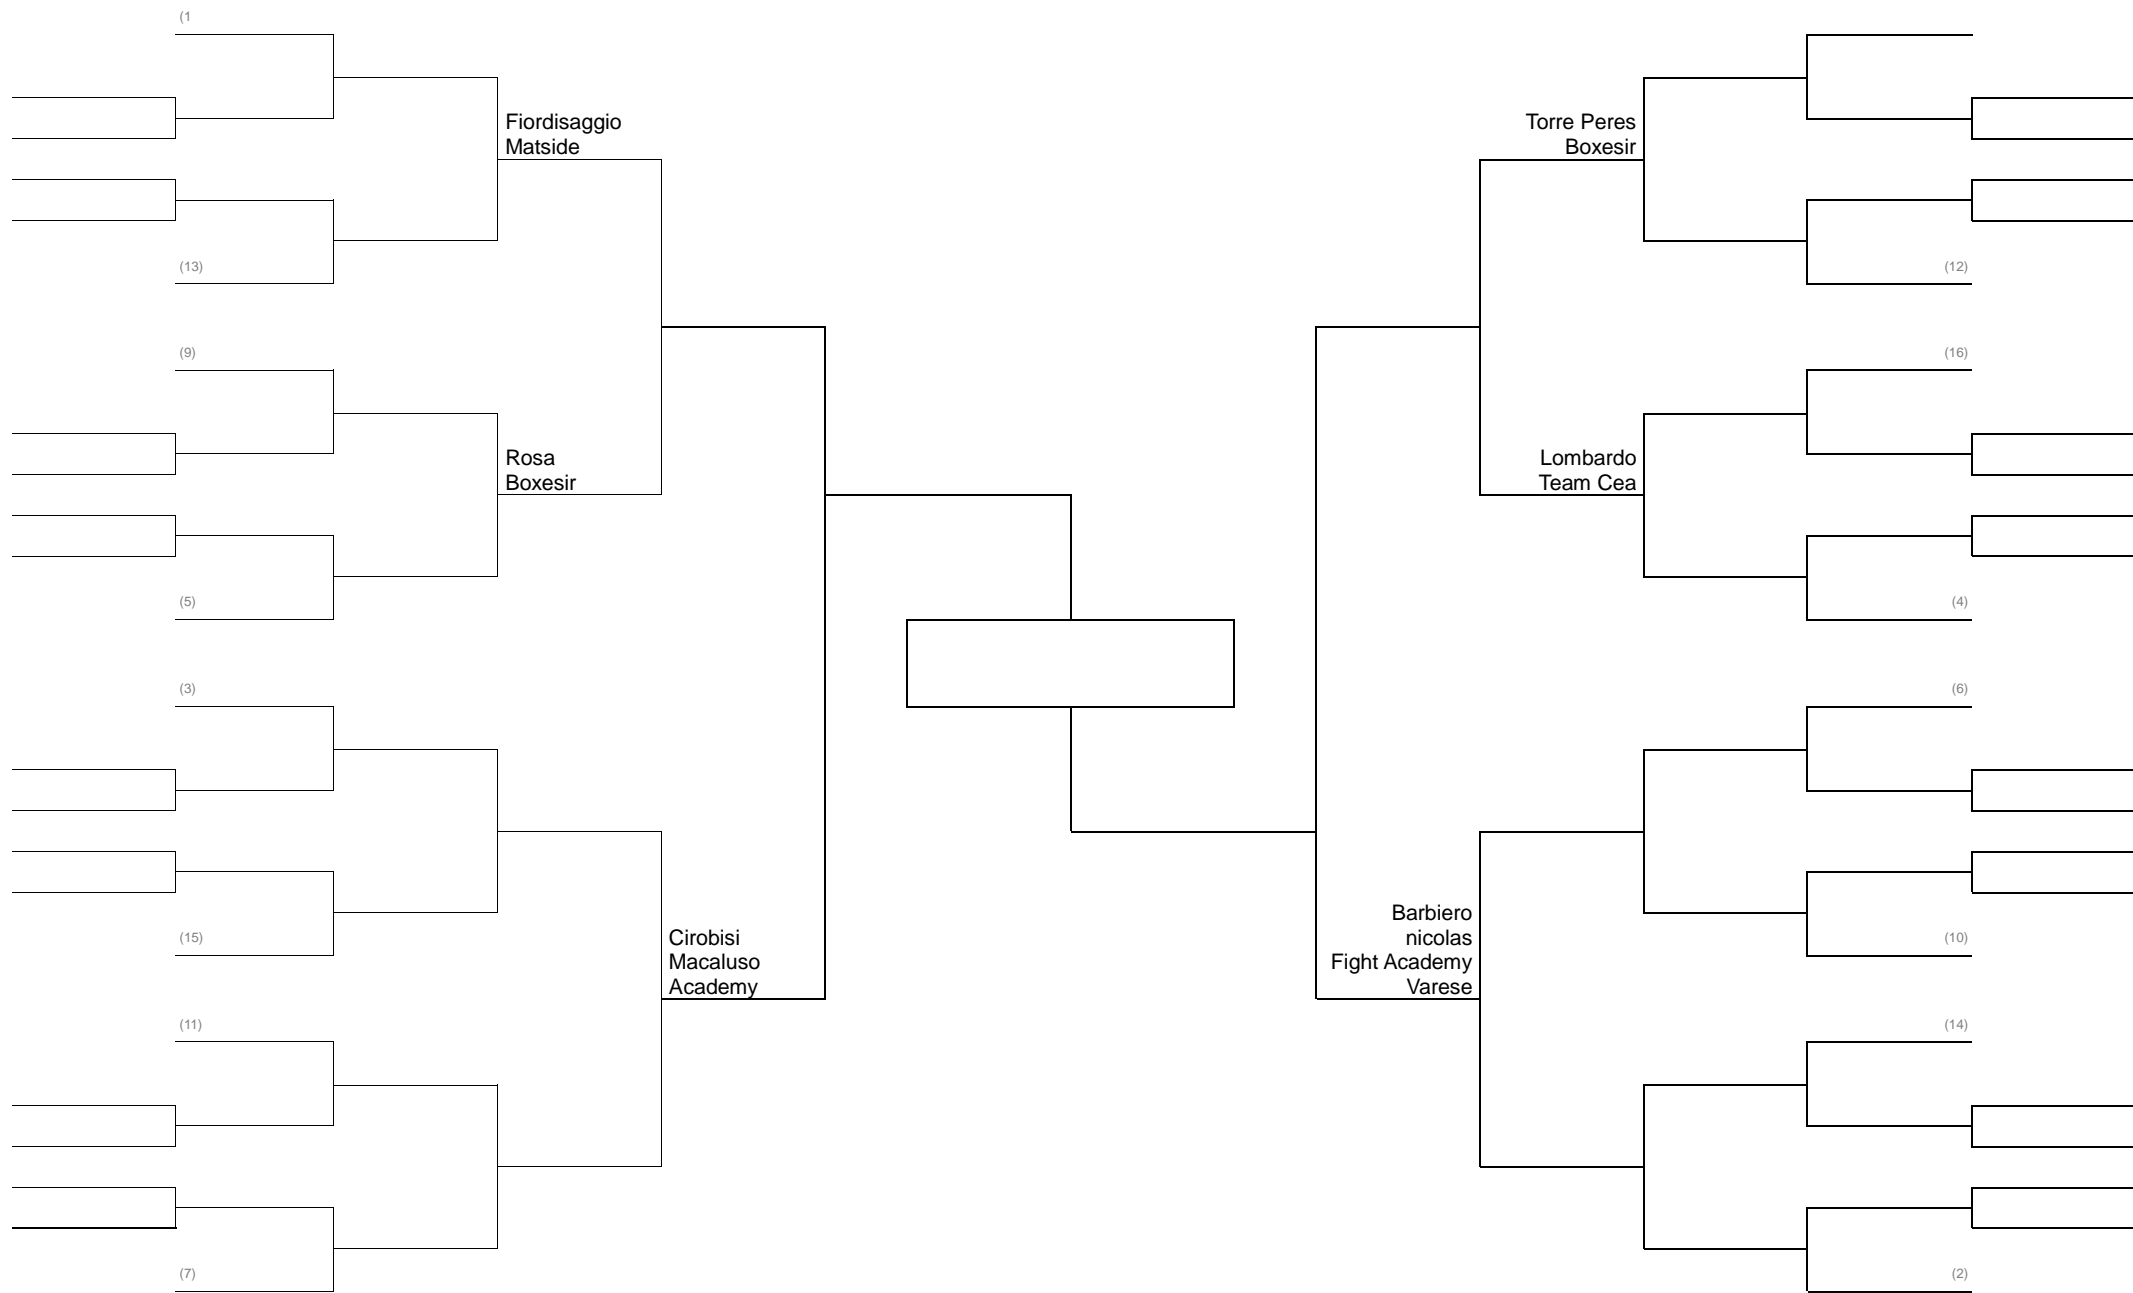 (1
Fiordisaggio
Matside
(13)
(9)
Rosa
Boxesir
(5)
(3)
(15)
Cirobisi
Macaluso
Academy
(11)
(7)
Torre Peres
Boxesir
(12)
(16)
Lombardo
Team Cea
(4)
(6)
Barbiero
nicolas
Fight Academy
Varese
(10)
(14)
(2)